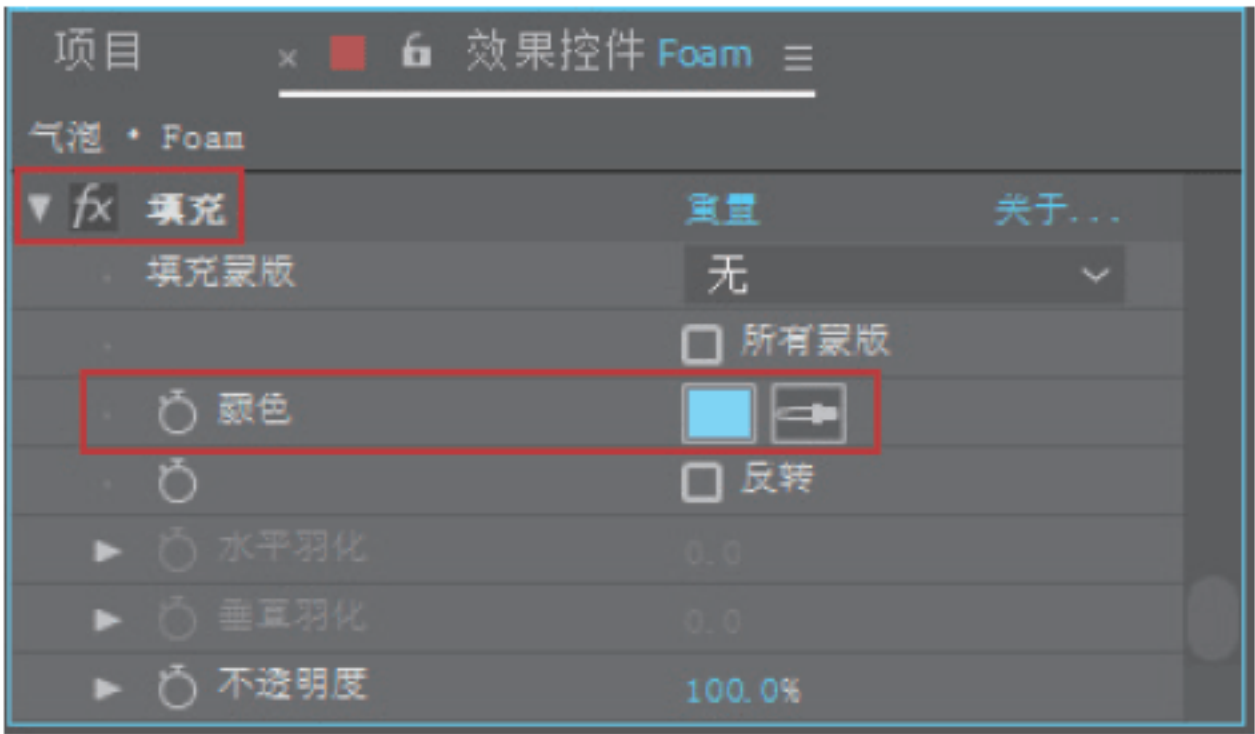 项目 × 效果控件 Foam ≡
气泡 • Foam
fx 填充 重置 关于...
填充蒙版 无
所有蒙版
颜色
反转
水平羽化 0.0
垂直羽化 0.0
不透明度 100.0%